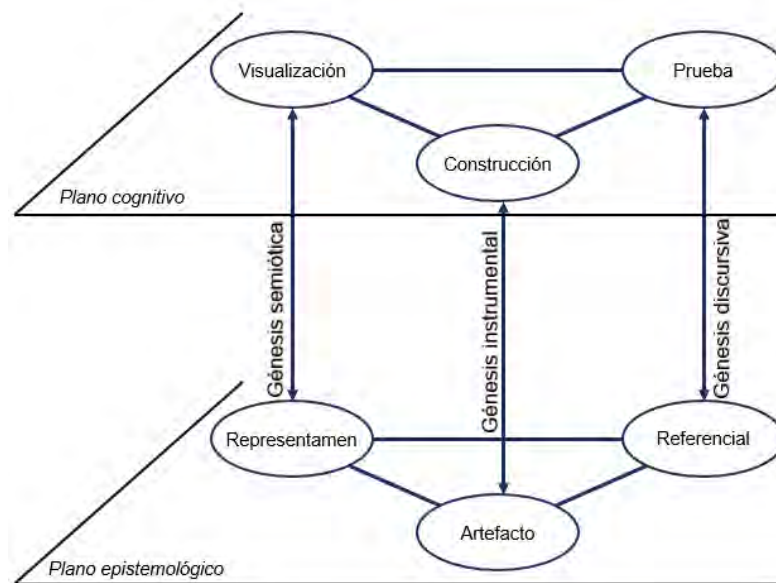 Visualización
Prueba
Construcción
Plano cognitivo
Génesis semiótica
Génesis instrumental
Génesis discursiva
Representamen
Referencial
Artefacto
Plano epistemológico